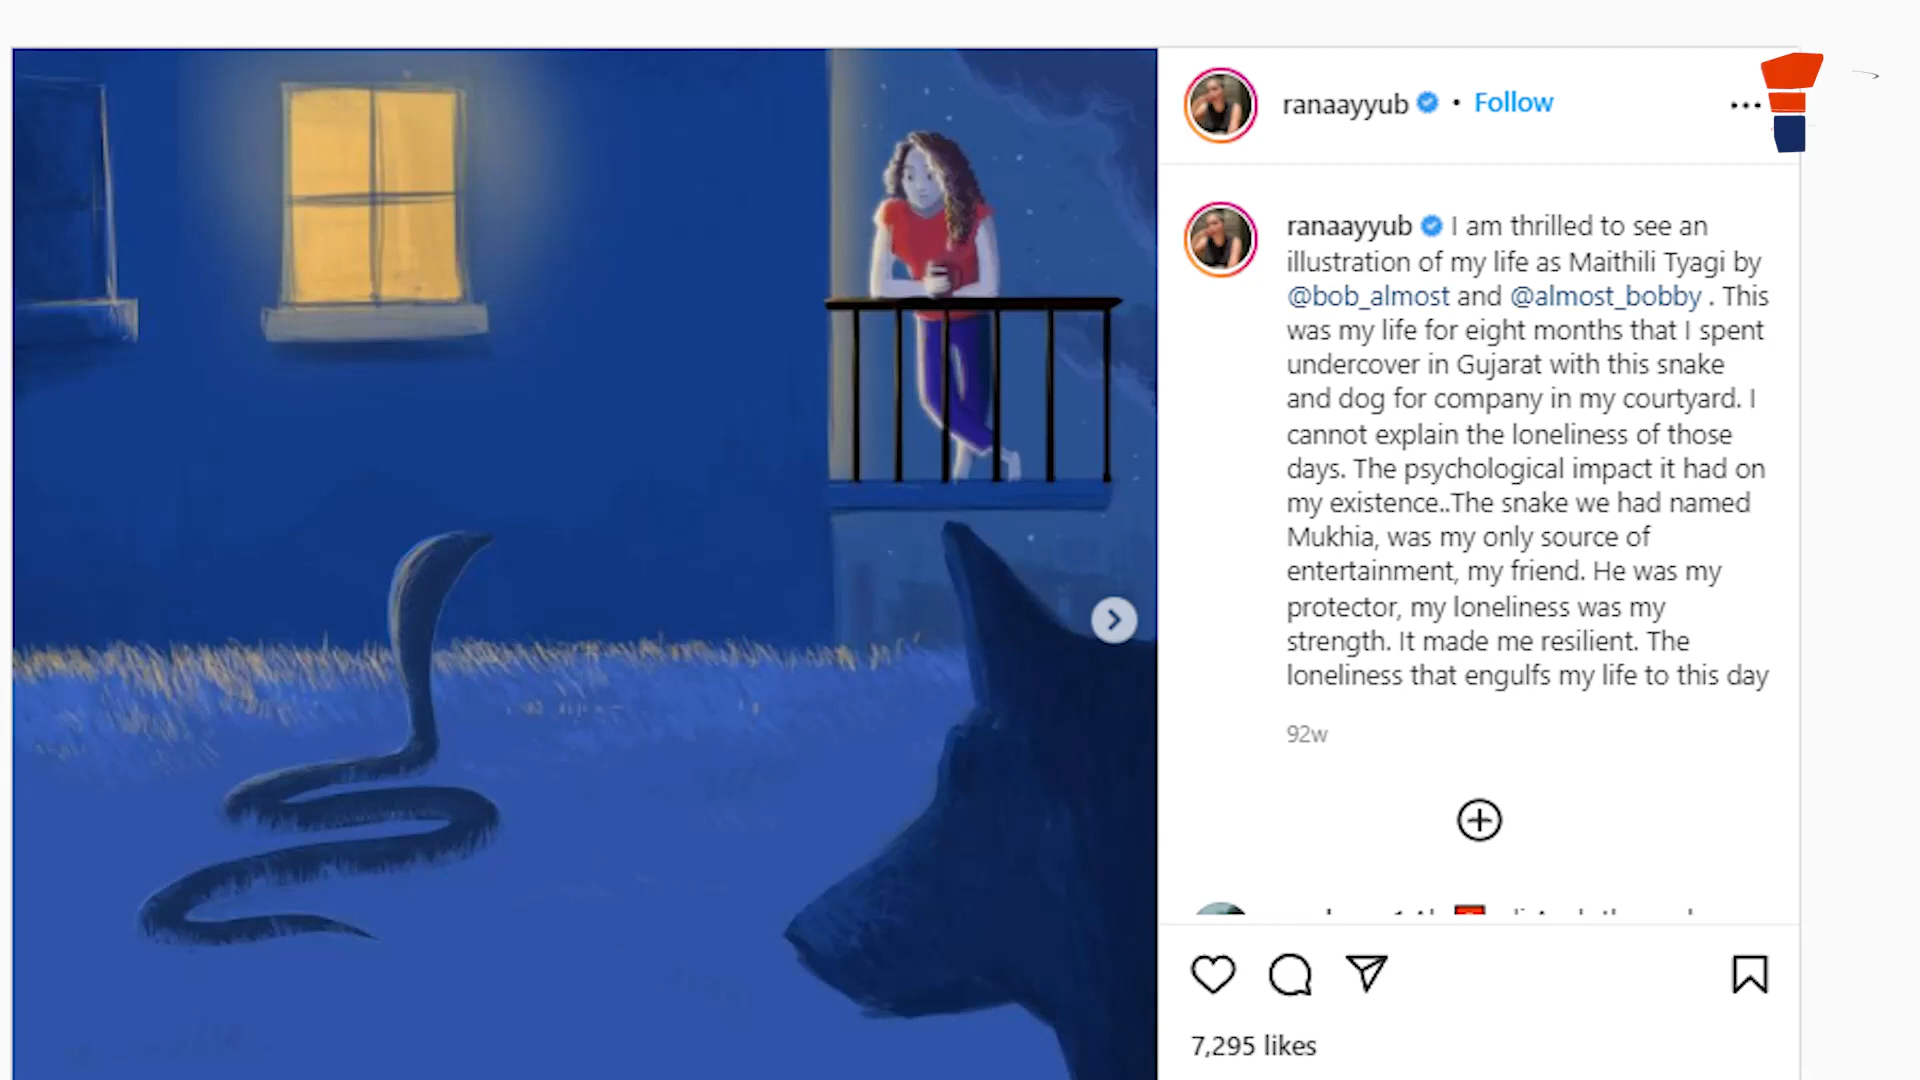 ranaayyub • Follow
ranaayyub I am thrilled to see an
illustration of my life as Maithili Tyagi by
@bob_almost and @almost_bobby . This
was my life for eight months that I spent
undercover in Gujarat with this snake
and dog for company in my courtyard. I
cannot explain the loneliness of those
days. The psychological impact it had on
my existence..The snake we had named
Mukhia, was my only source of
entertainment, my friend. He was my
protector, my loneliness was my
strength. It made me resilient. The
loneliness that engulfs my life to this day
92w
7,295 likes